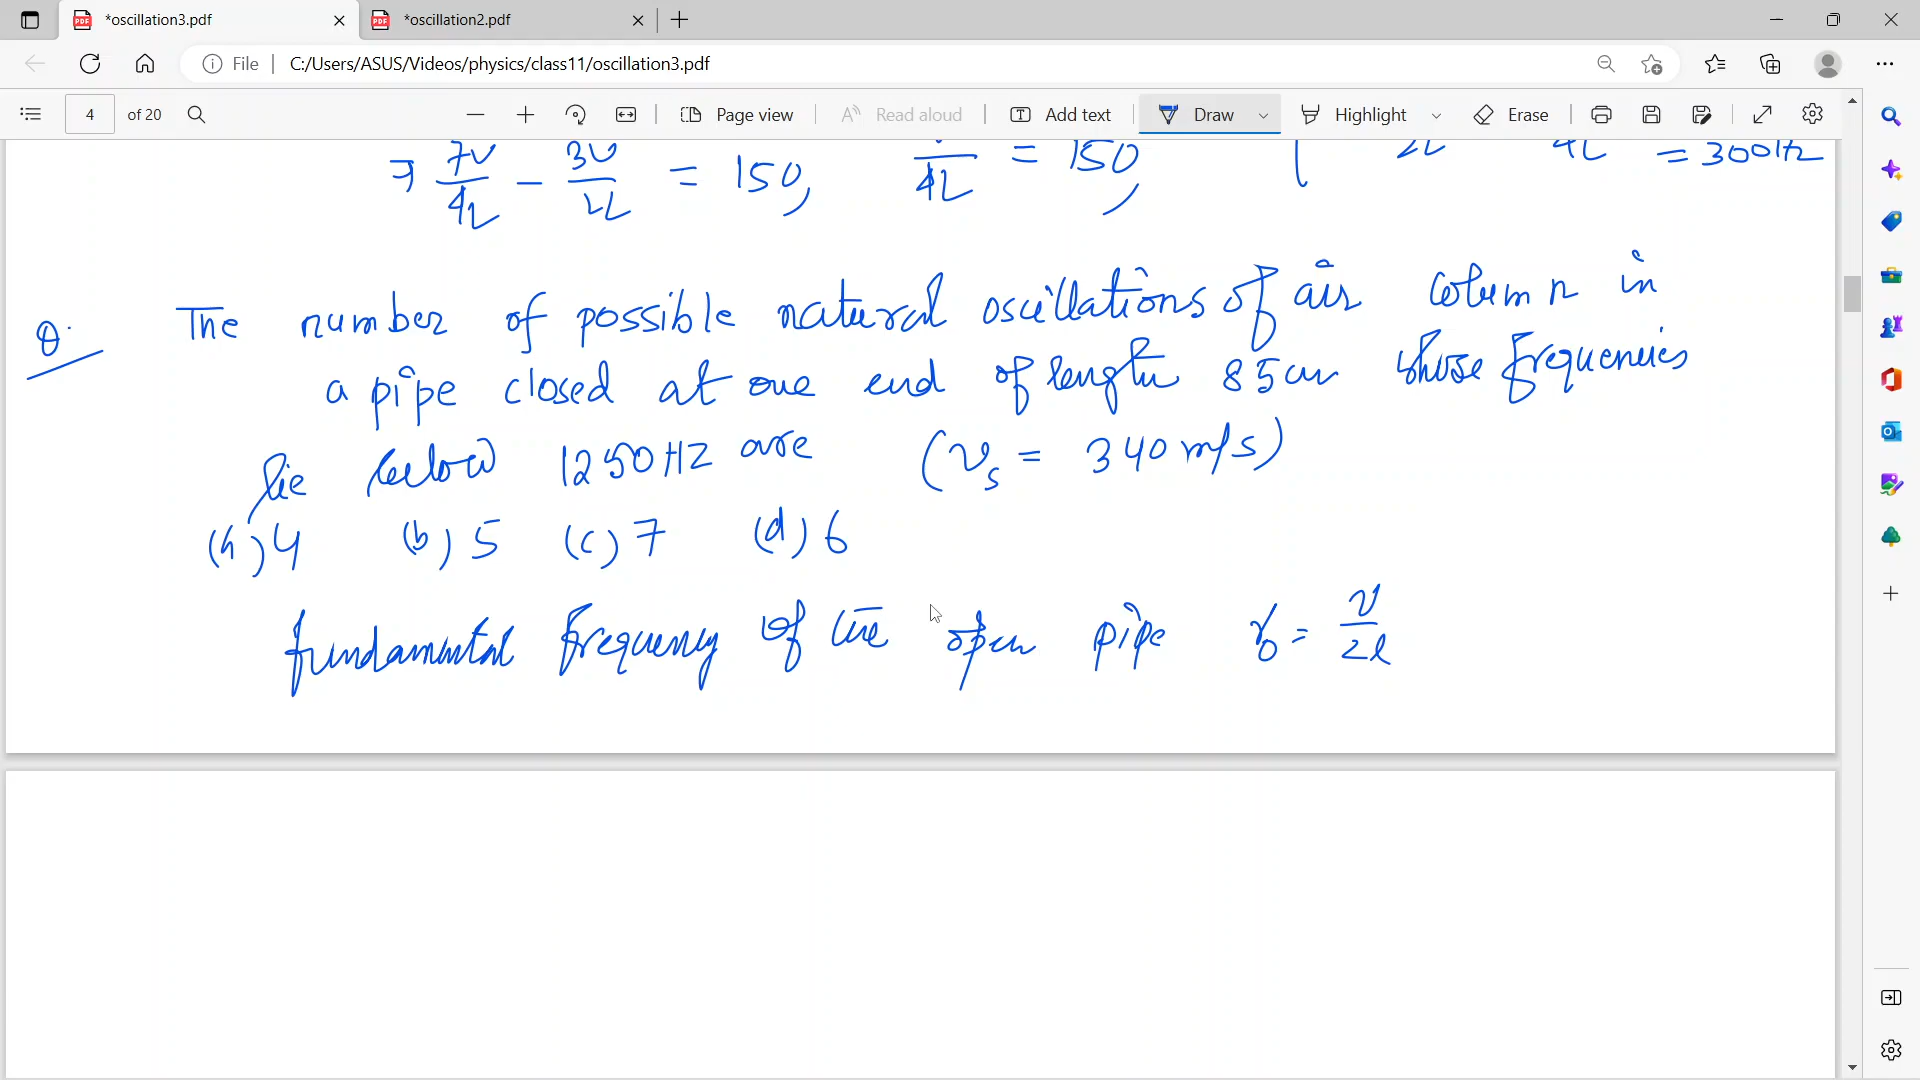 *oscillation3.pdf
*oscillation2.pdf
File | C:/Users/ASUS/Videos/physics/class11/oscillation3.pdf
4 of 20 Page view Read aloud Add text Draw Highlight Erase
⇒ 7v/4L - 3v/2L = 150, /4L = 150, 2L 4L = 300Hz
Q. The number of possible natural oscillations of air column in
a pipe closed at one end of length 85cm whose frequencies
lie below 1250HZ are (vs = 340 m/s)
(A) 4 (b) 5 (c) 7 (d) 6
fundamental frequency of the open pipe γ0 = v/2l